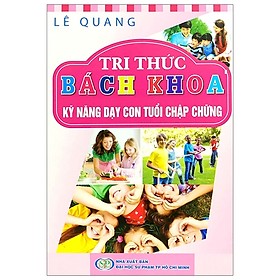 LÊ QUANG
TRI THỨC
BÁCH KHOA
KỸ NĂNG DẠY CON TUỔI CHẬP CHỮNG
NHÀ XUẤT BẢN
ĐẠI HỌC SƯ PHẠM TP HỒ CHÍ MINH